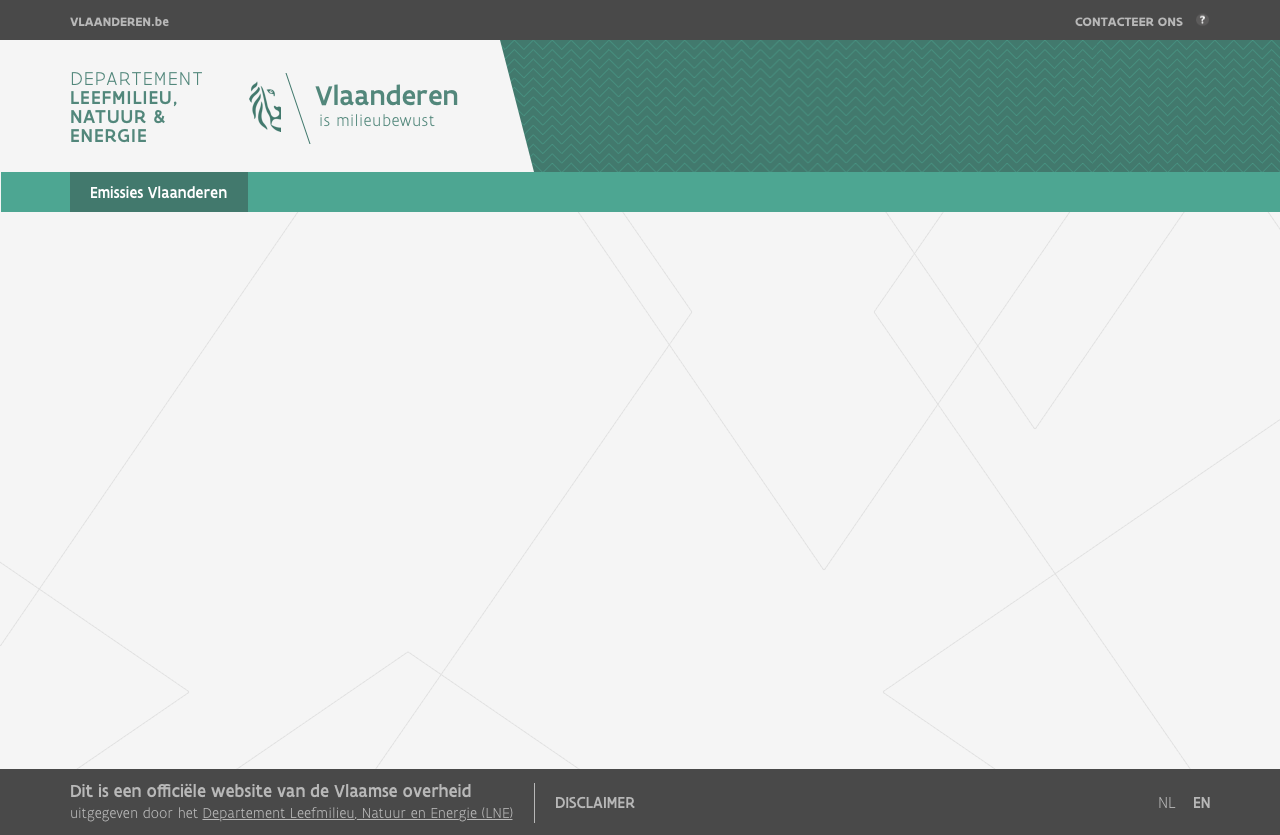 VLAANDEREN.be
CONTACTEER ONS ?
DEPARTEMENT
LEEFMILIEU,
NATUUR &
ENERGIE
Vlaanderen
is milieubewust
Emissies Vlaanderen
Dit is een officiële website van de Vlaamse overheid
uitgegeven door het Departement Leefmilieu, Natuur en Energie (LNE)
DISCLAIMER
NL EN